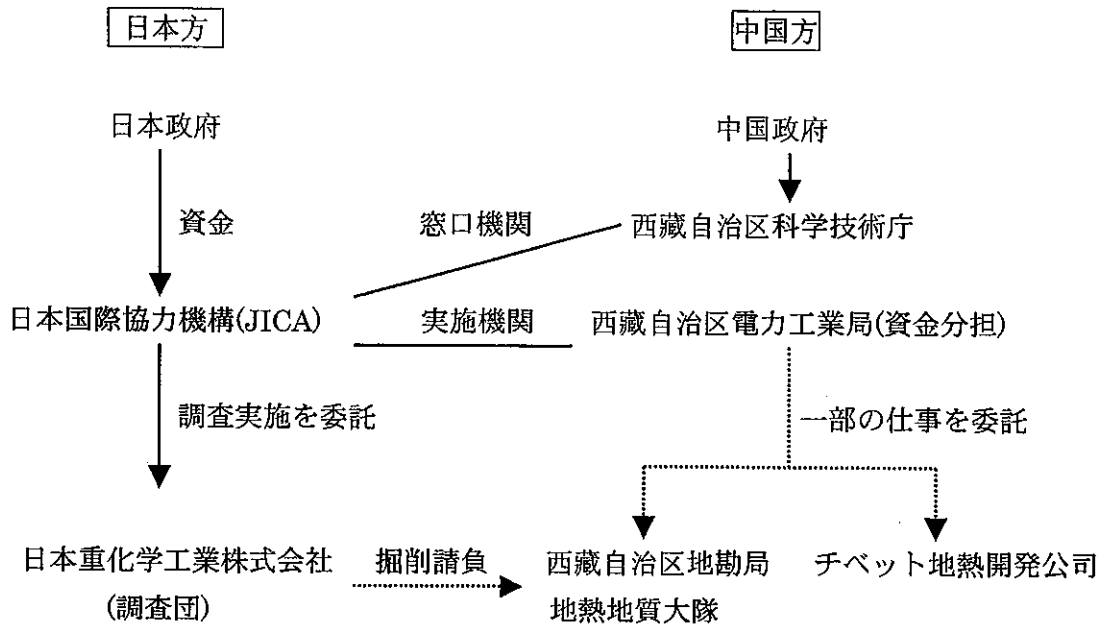 日本方
中国方
日本政府
中国政府
資金
窓口機関
西藏自治区科学技術庁
日本国際協力機構(JICA)
実施機関
西藏自治区電力工業局(資金分担)
調査実施を委託
一部の仕事を委託
日本重化学工業株式会社
(調査団)
掘削請負
西藏自治区地勘局
地熱地質大隊
チベット地熱開発公司